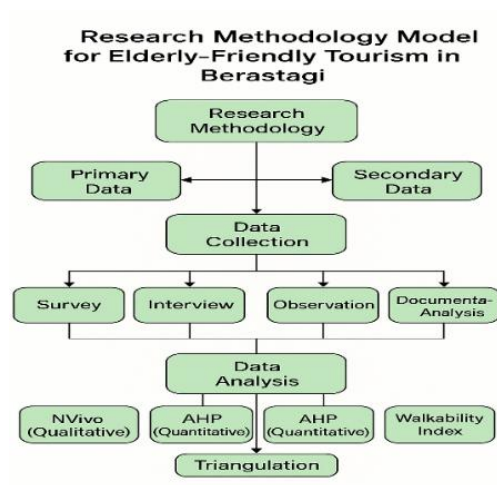 Research Methodology Model
for Elderly-Friendly Tourism in
Berastagi
Research
Methodology
Primary
Data
Secondary
Data
Data
Collection
Survey
Interview
Observation
Documenta-
Analysis
Data
Analysis
NVivo
(Qualitative)
AHP
(Quantitative)
AHP
(Quantitative)
Walkability
Index
Triangulation